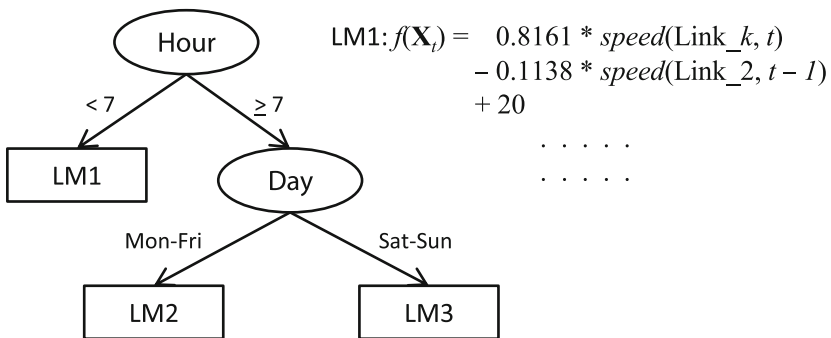 Hour
LM1: f(X_t) = 0.8161 * speed(Link_k, t)
– 0.1138 * speed(Link_2, t – 1)
+ 20
. . . . .
. . . . .
< 7
≥ 7
LM1
Day
Mon-Fri
Sat-Sun
LM2
LM3